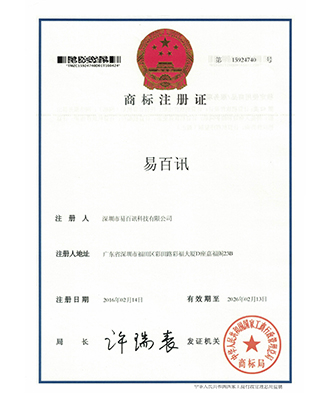 第 15924740 号
商标注册证
易百讯
注册人 深圳市易百讯科技有限公司
注册人地址 广东省深圳市福田区彩田路彩福大厦D座嘉福阁23B
注册日期 2016年02月14日 有效期至 2026年02月13日
局长 许瑞表 发证机关
中华人民共和国国家工商行政管理总局
商标局
中华人民共和国国家工商行政管理总局商标局